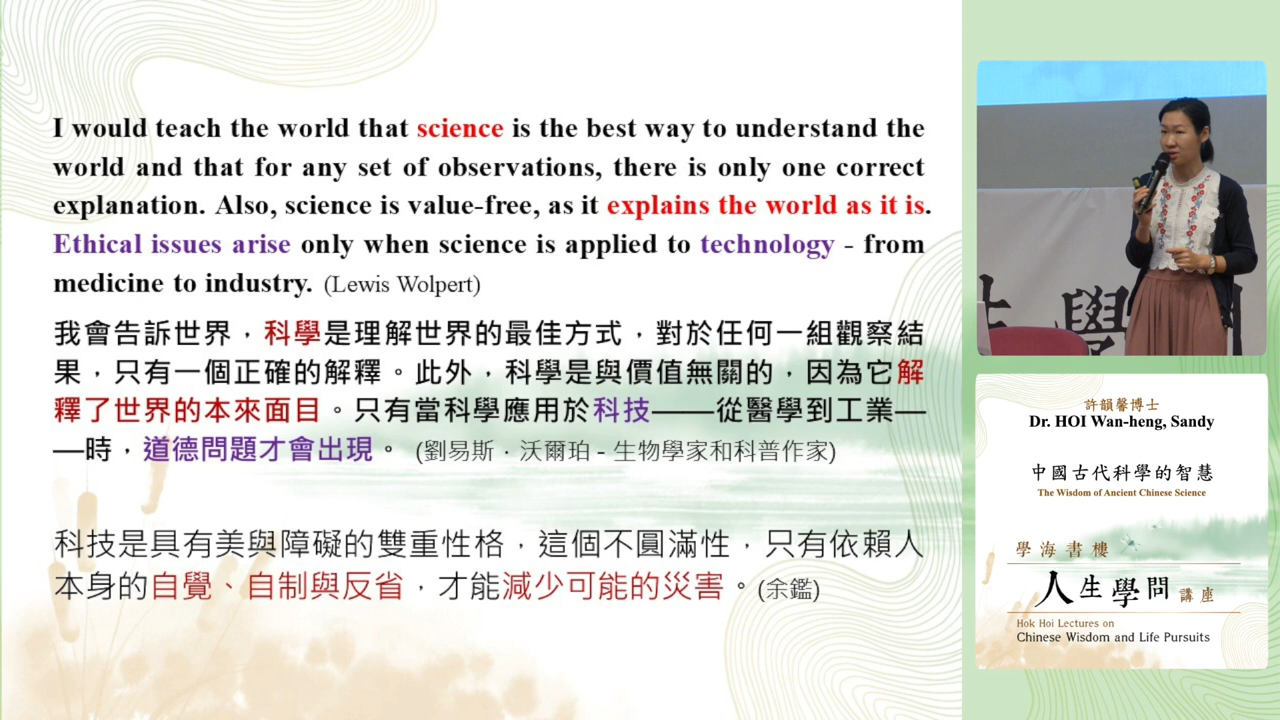 I would teach the world that science is the best way to understand the
world and that for any set of observations, there is only one correct
explanation. Also, science is value-free, as it explains the world as it is.
Ethical issues arise only when science is applied to technology - from
medicine to industry. (Lewis Wolpert)
我會告訴世界，科學是理解世界的最佳方式，對於任何一組觀察結
果，只有一個正確的解釋。此外，科學是與價值無關的，因為它解
釋了世界的本來面目。只有當科學應用於科技——從醫學到工業—
—時，道德問題才會出現。 (劉易斯．沃爾珀 - 生物學家和科普作家)
科技是具有美與障礙的雙重性格，這個不圓滿性，只有依賴人
本身的自覺、自制與反省，才能減少可能的災害。(余鑑)
學
許韻馨博士
Dr. HOI Wan-heng, Sandy
中國古代科學的智慧
The Wisdom of Ancient Chinese Science
學海書樓
人生學問講座
Hok Hoi Lectures on
Chinese Wisdom and Life Pursuits